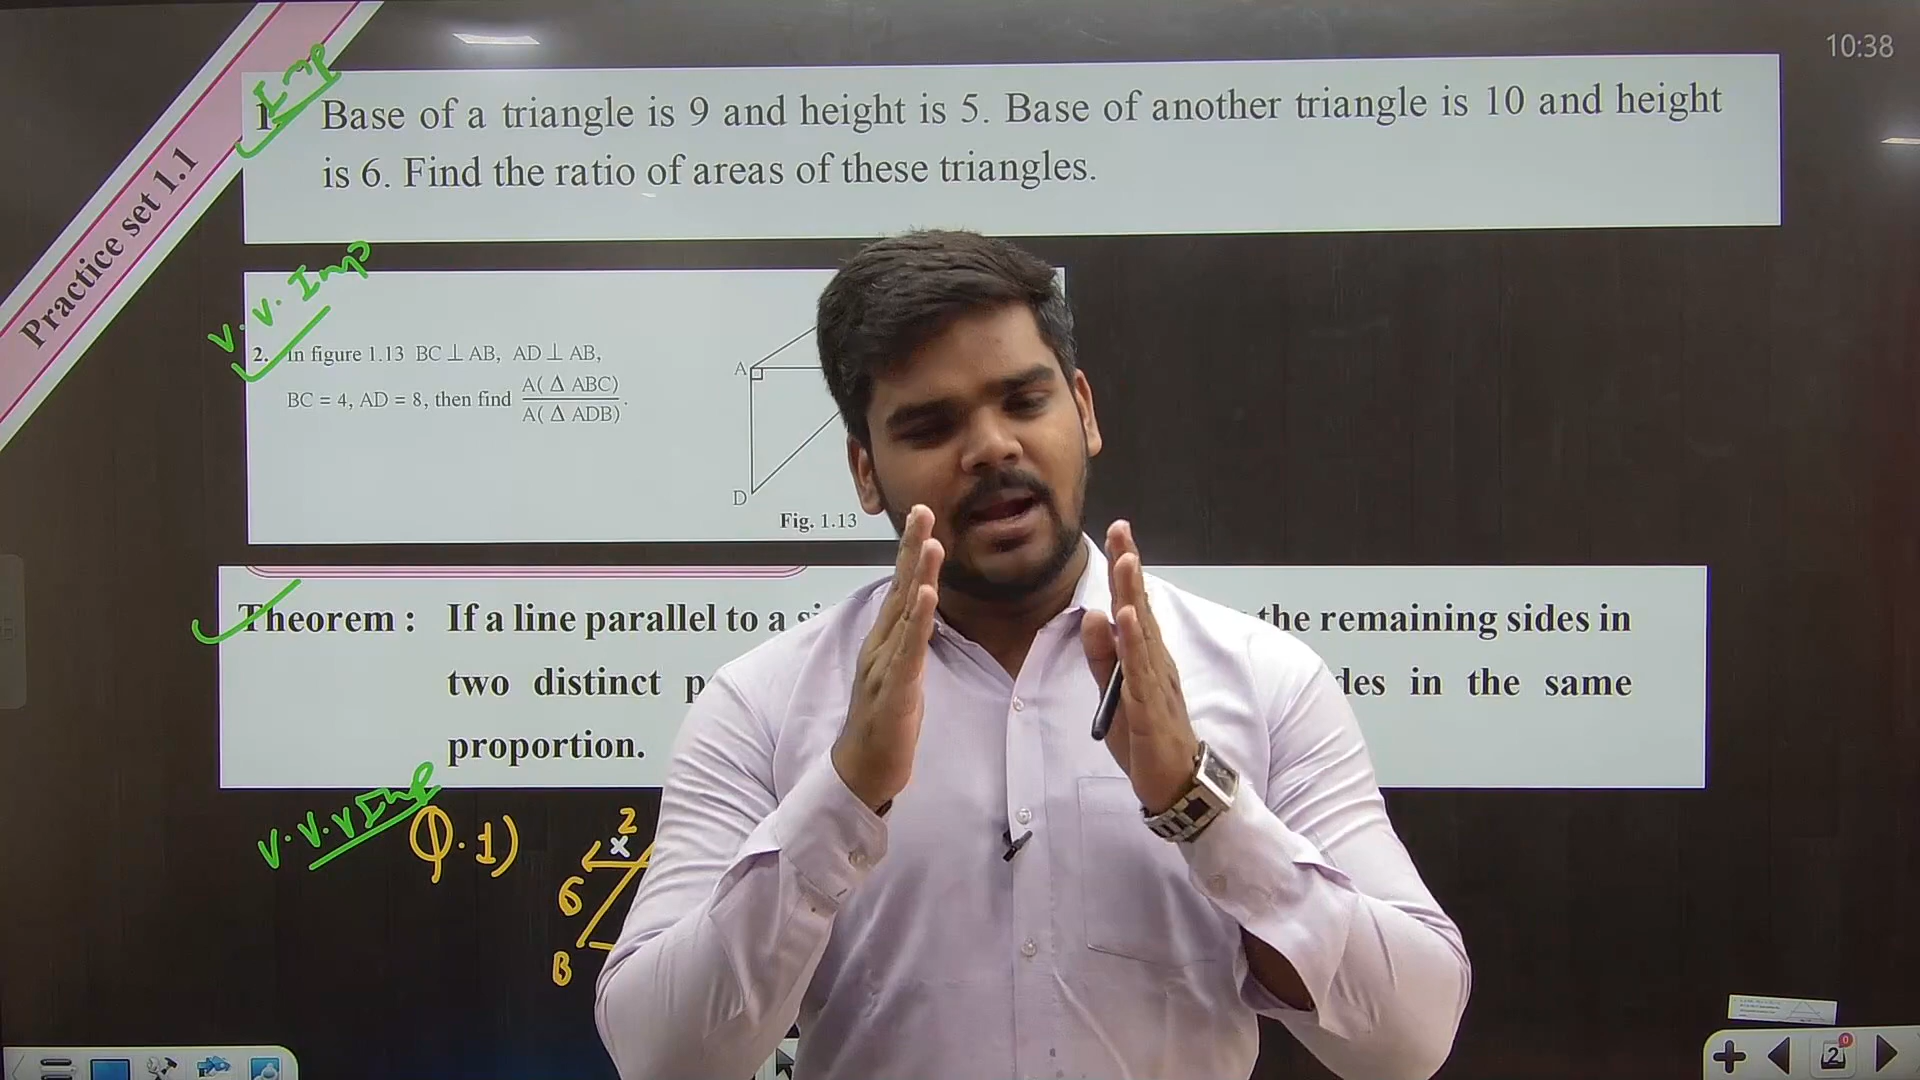 10:38
Practice set 1.1
Imp
1. Base of a triangle is 9 and height is 5. Base of another triangle is 10 and height
is 6. Find the ratio of areas of these triangles.
V.V. Imp
2. In figure 1.13 BC ⊥ AB, AD ⊥ AB,
BC = 4, AD = 8, then find A( Δ ABC) / A( Δ ADB) .
A
D
Fig. 1.13
Theorem : If a line parallel to a the remaining sides in
two distinct in the same
proportion.
V.V.V Imp
Q.1)
2
x
6
B
2
0